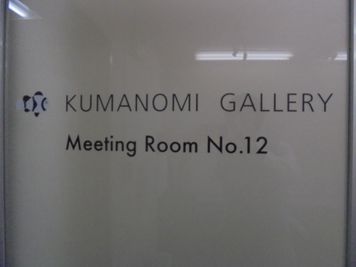 KUMANOMI GALLERY
Meeting Room No.12